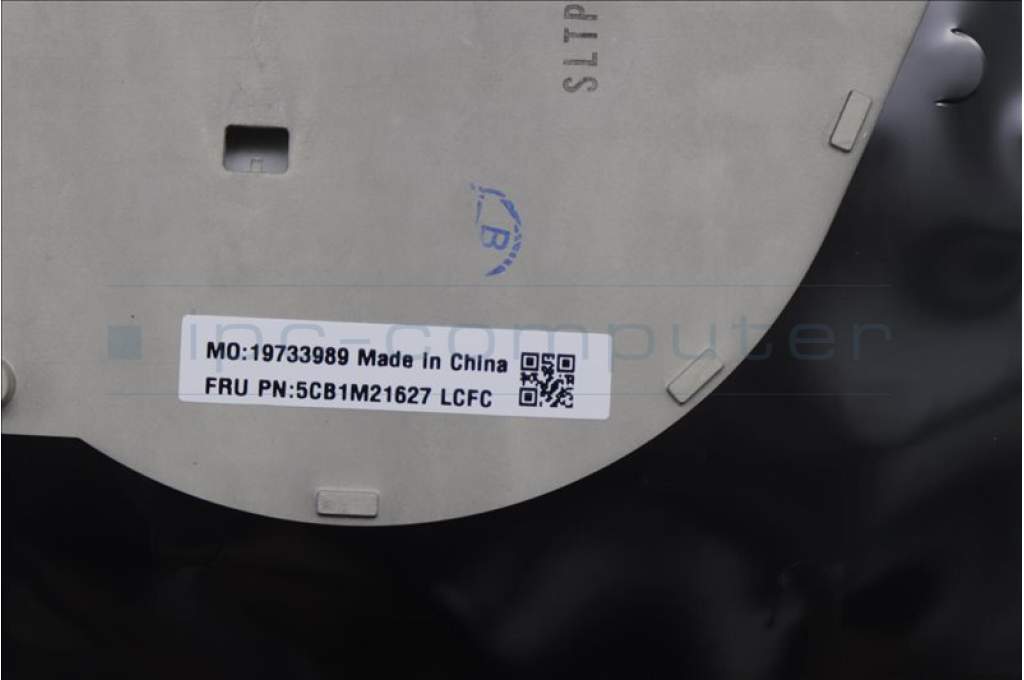 SLTP
B
ipc-computer
MO:19733989 Made in China
FRU PN:5CB1M21627 LCFC